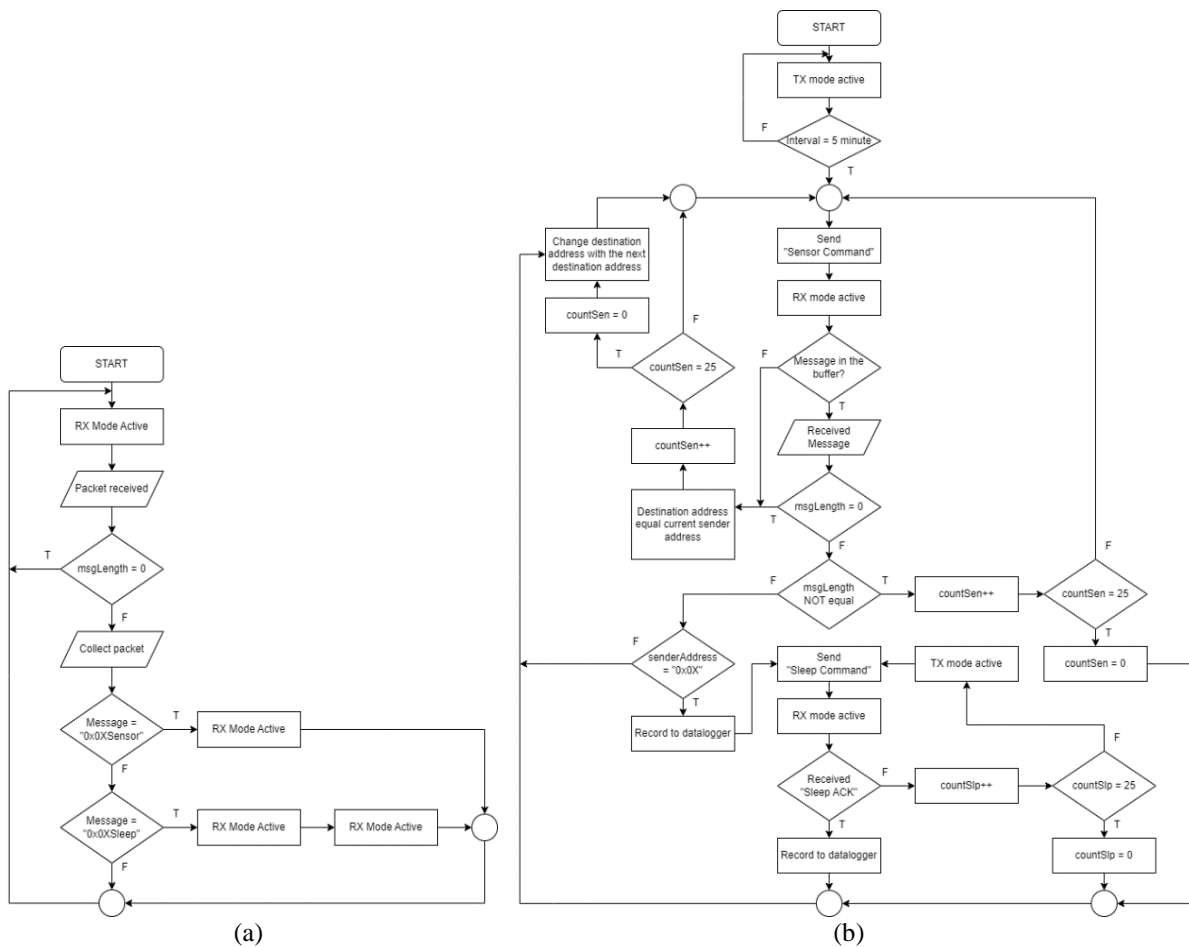 START
RX Mode Active
Packet received
T
msgLength = 0
F
Collect packet
Message =
"0x0XSensor"
T
RX Mode Active
F
Message =
"0x0XSleep"
T
RX Mode Active
RX Mode Active
F
(a)
START
TX mode active
F
Interval = 5 minute
T
Change destination
address with the next
destination address
Send
"Sensor Command"
countSen = 0
RX mode active
F
T
countSen = 25
F
Message in the
buffer?
T
countSen++
Received
Message
Destination address
equal current sender
address
T
msgLength = 0
F
F
msgLength
NOT equal
T
countSen++
F
countSen = 25
T
countSen = 0
F
senderAddress
= "0x0X"
T
Record to datalogger
Send
"Sleep Command"
TX mode active
RX mode active
F
Received
"Sleep ACK"
F
countSlp++
countSlp = 25
T
T
Record to datalogger
countSlp = 0
(b)